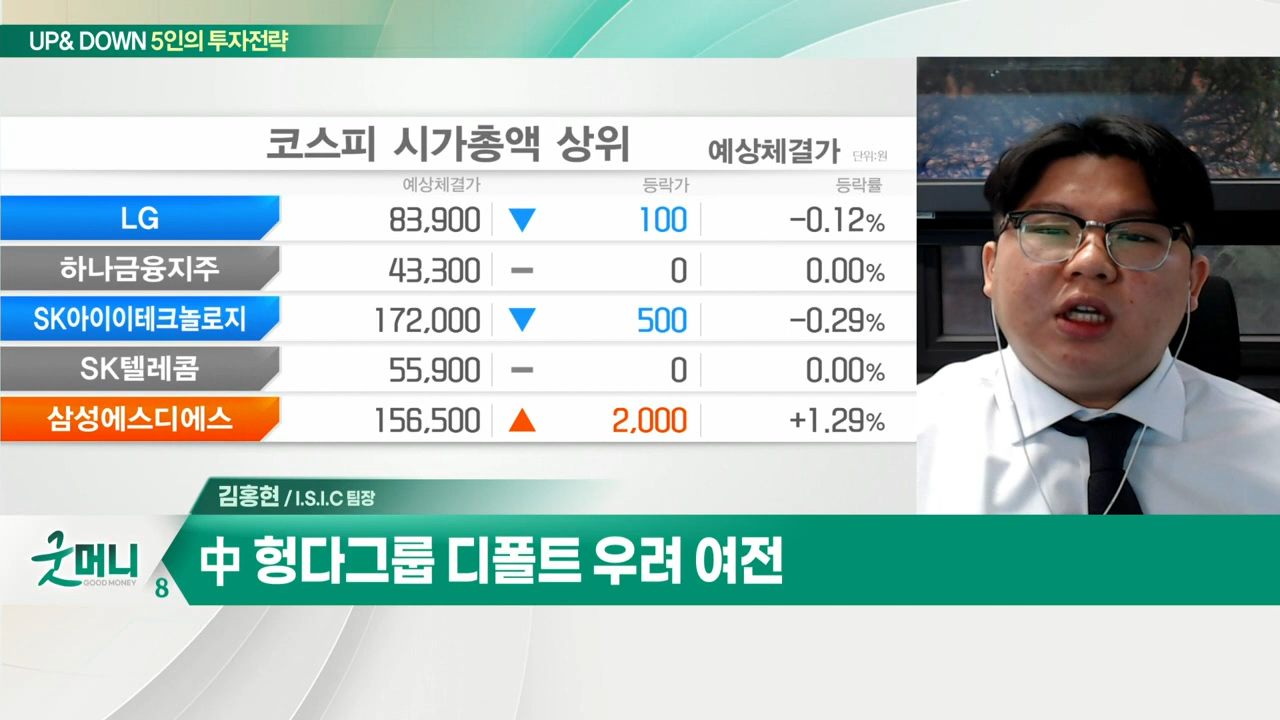 UP& DOWN 5인의 투자전략
코스피 시가총액 상위 예상체결가 단위:원
예상체결가 등락가 등락률
LG 83,900 ▼ 100 -0.12%
하나금융지주 43,300 - 0 0.00%
SK아이이테크놀로지 172,000 ▼ 500 -0.29%
SK텔레콤 55,900 - 0 0.00%
삼성에스디에스 156,500 ▲ 2,000 +1.29%
김홍현 / I.S.I.C 팀장
굿머니
GOOD MONEY
8
中 헝다그룹 디폴트 우려 여전